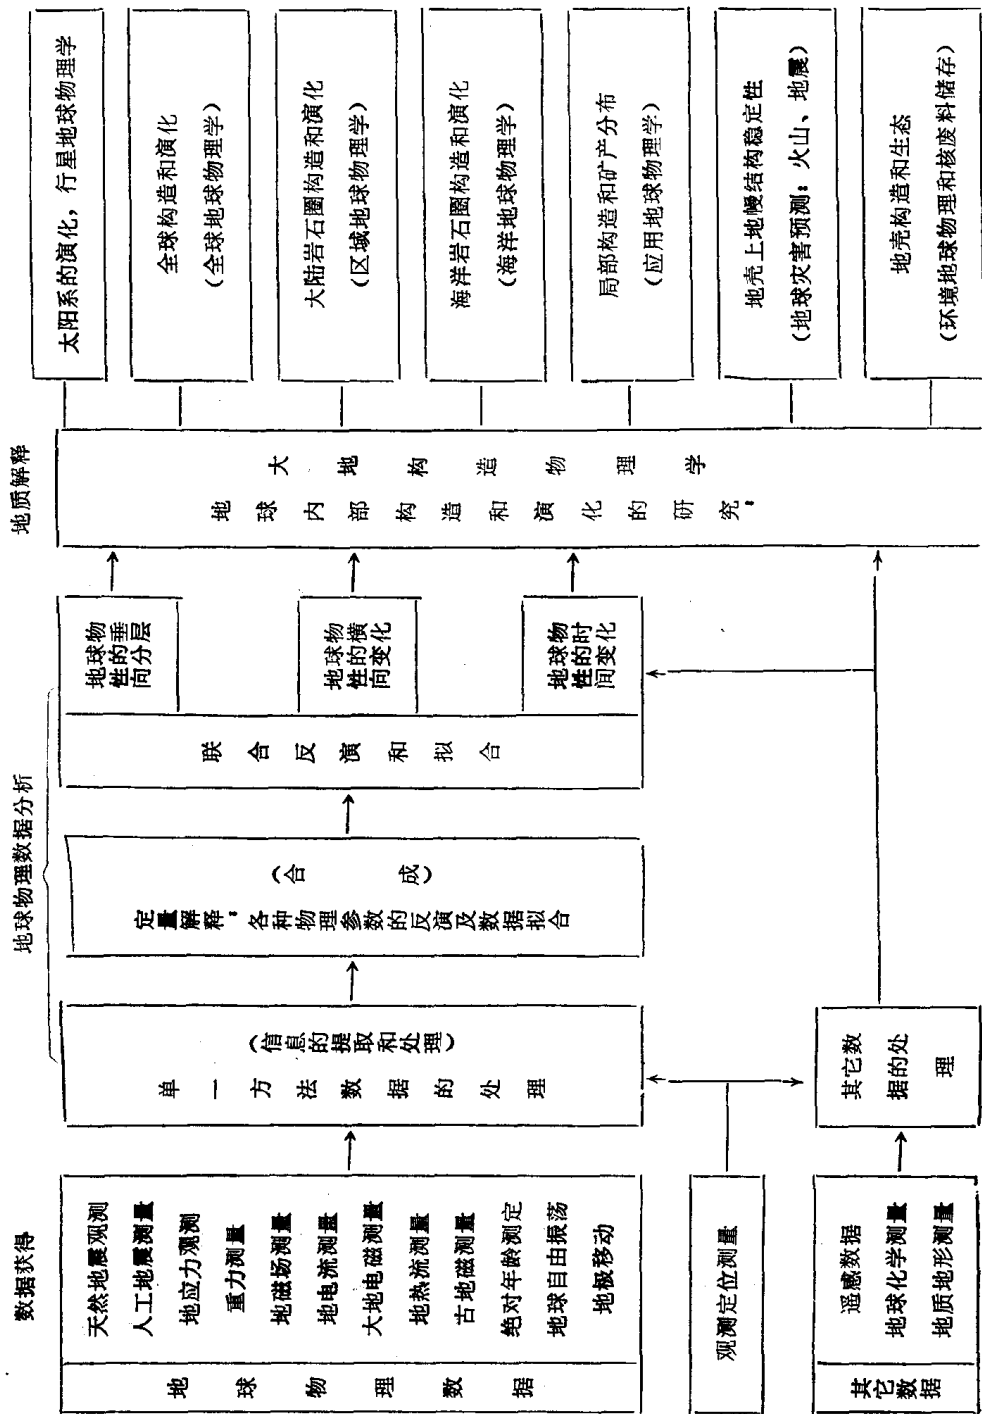 数据获得
地球物理数据分析
地质解释
地球物理数据
天然地震观测
人工地震测量
地应力观测
重力测量
地磁场测量
地电流测量
大地电磁测量
地热流测量
古地磁测量
绝对年龄测定
地球自由振荡
地极移动
观测定位测量
其它
数据
遥感数据
地球化学测量
地质地形测量
(信息的提取和处理)
单一方法数据的处理
其它数
据的处
理
(合成)
定量解释:各种物理参数的反演及数据拟合
联合反演和拟合
地球物
性的垂
向分层
地球物
性的横
向变化
地球物
性的时
间变化
大地构造物理学
地球内部构造和演化的研究:
太阳系的演化,行星地球物理学
全球构造和演化
(全球地球物理学)
大陆岩石圈构造和演化
(区域地球物理学)
海洋岩石圈构造和演化
(海洋地球物理学)
局部构造和矿产分布
(应用地球物理学)
地壳上地幔结构稳定性
(地球灾害预测:火山、地震)
地壳构造和生态
(环境地球物理和核废料储存)